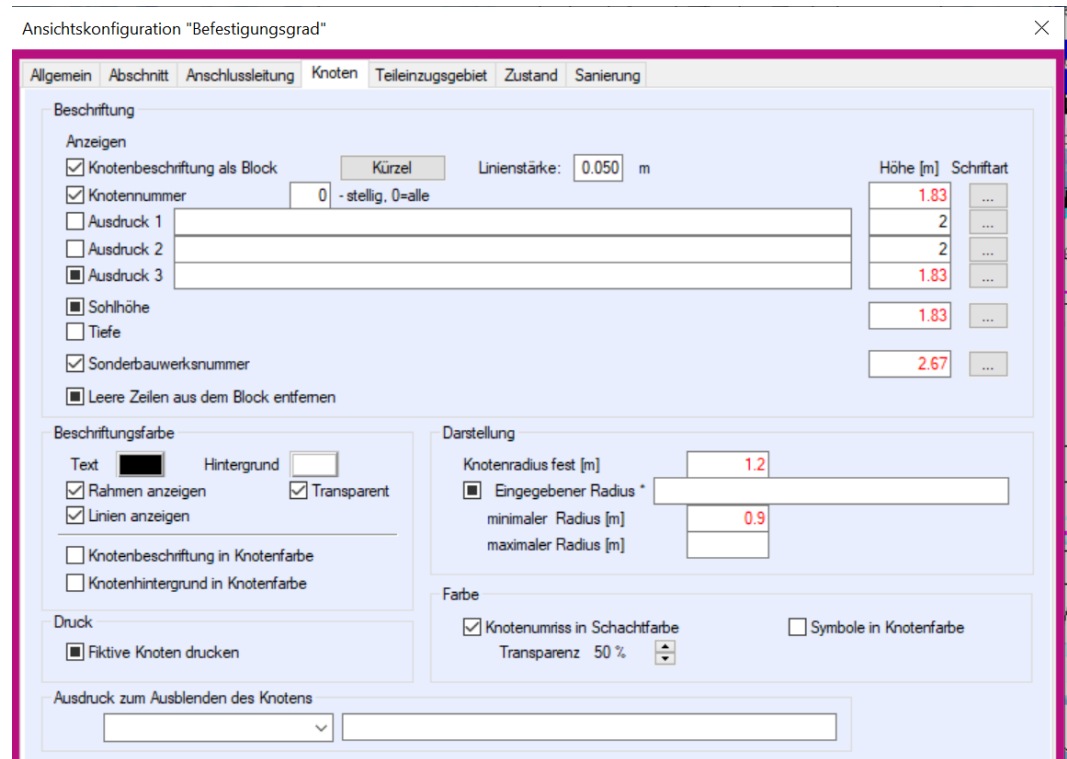 Ansichtskonfiguration "Befestigungsgrad"
Allgemein Abschnitt Anschlussleitung Knoten Teileinzugsgebiet Zustand Sanierung
Beschriftung
Anzeigen
Knotenbeschriftung als Block Kürzel Linienstärke: 0.050 m Höhe [m] Schriftart
Knotennummer 0 - stellig, 0=alle 1.83 ...
Ausdruck 1 2 ...
Ausdruck 2 2 ...
Ausdruck 3 1.83 ...
Sohlhöhe 1.83 ...
Tiefe
Sonderbauwerksnummer 2.67 ...
Leere Zeilen aus dem Block entfernen
Beschriftungsfarbe
Text Hintergrund
Rahmen anzeigen Transparent
Linien anzeigen
Knotenbeschriftung in Knotenfarbe
Knotenhintergrund in Knotenfarbe
Darstellung
Knotenradius fest [m] 1.2
Eingegebener Radius *
minimaler Radius [m] 0.9
maximaler Radius [m]
Druck
Fiktive Knoten drucken
Farbe
Knotenumriss in Schachtfarbe Symbole in Knotenfarbe
Transparenz 50 %
Ausdruck zum Ausblenden des Knotens